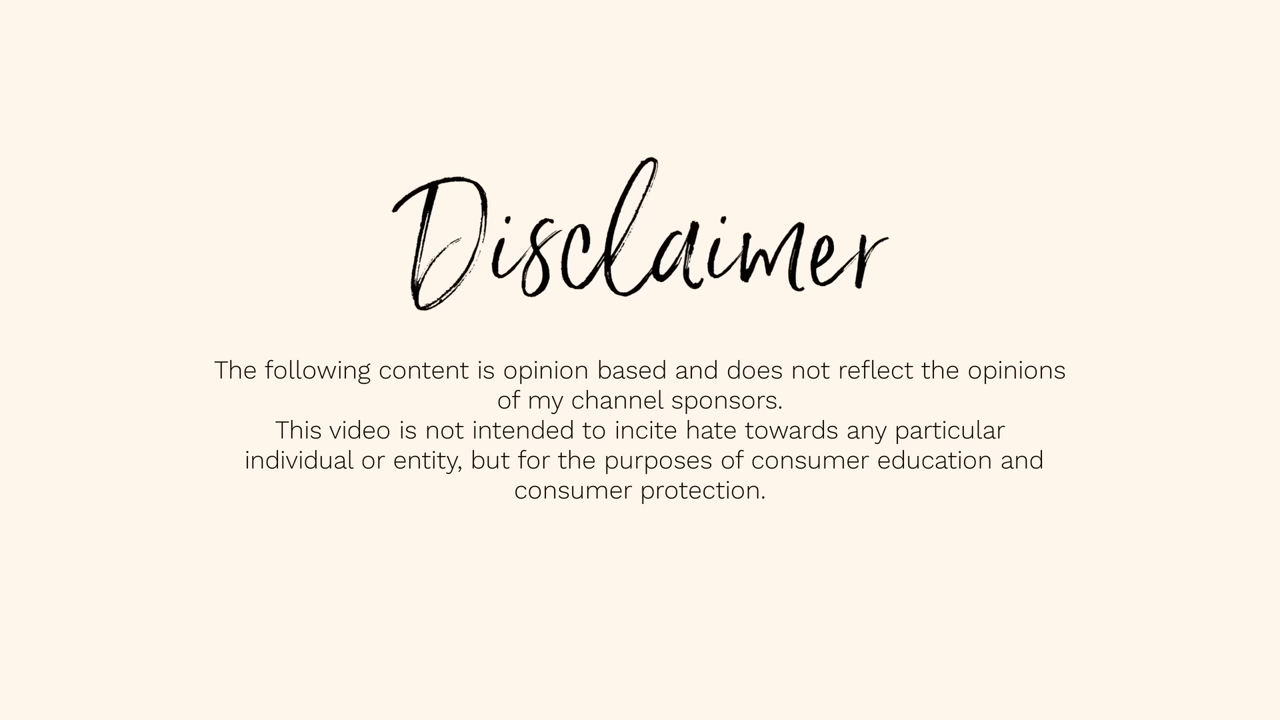 Disclaimer
The following content is opinion based and does not reflect the opinions
of my channel sponsors.
This video is not intended to incite hate towards any particular
individual or entity, but for the purposes of consumer education and
consumer protection.